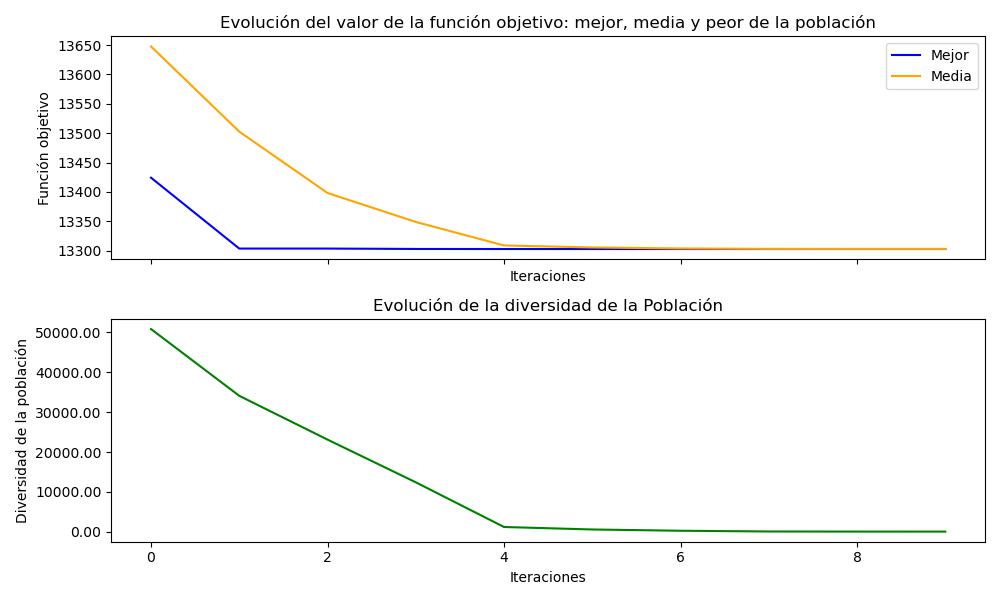 Evolución del valor de la función objetivo: mejor, media y peor de la población
Función objetivo
13650
13600
13550
13500
13450
13400
13350
13300
Mejor
Media
Iteraciones
Evolución de la diversidad de la Población
Diversidad de la población
50000.00
40000.00
30000.00
20000.00
10000.00
0.00
0 2 4 6 8
Iteraciones